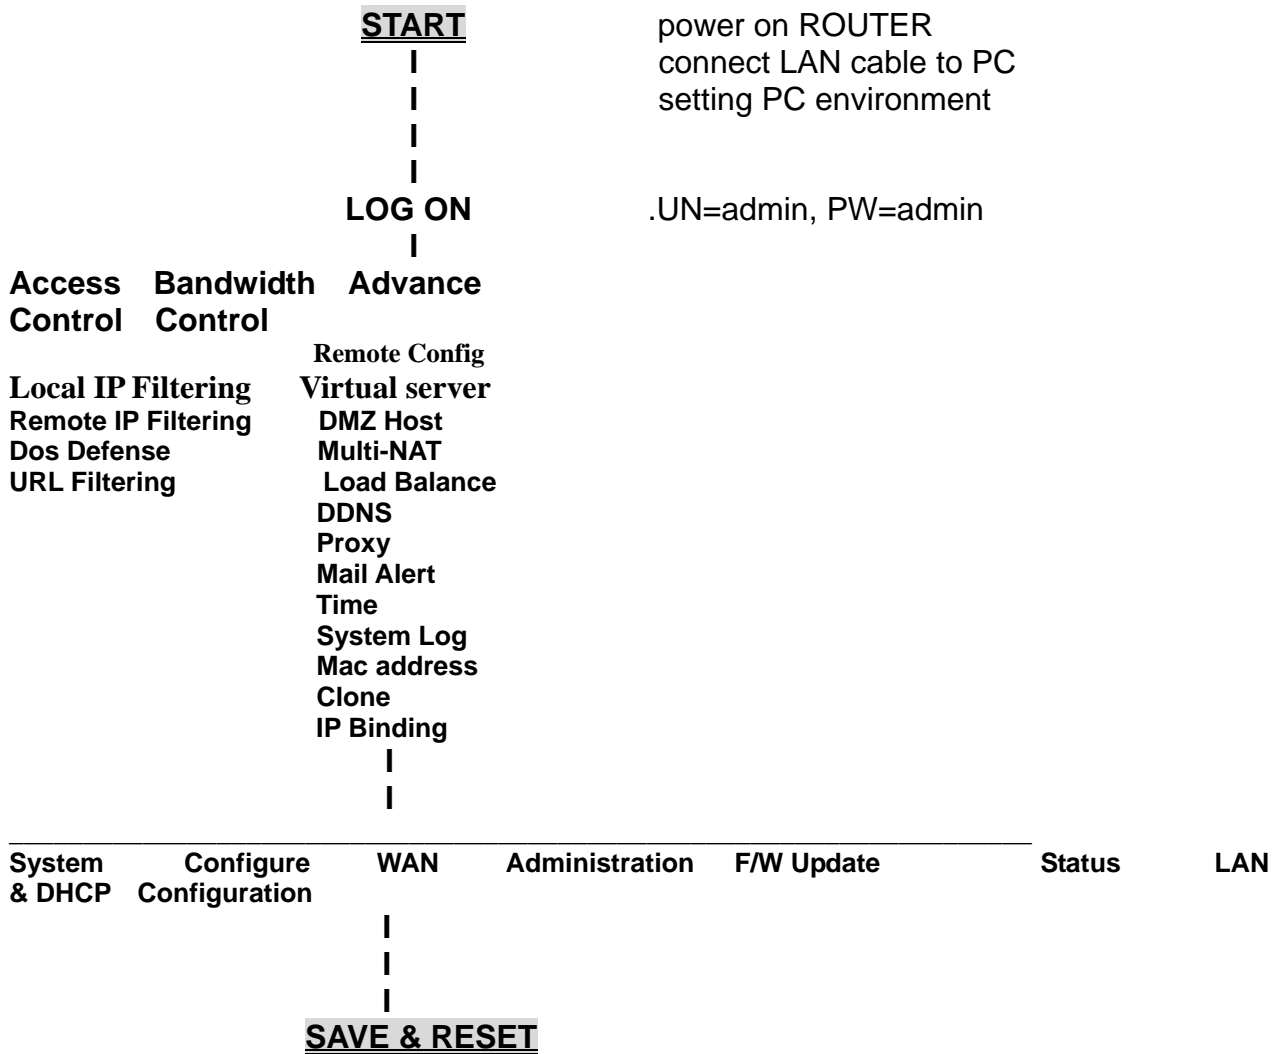 START power on ROUTER
I connect LAN cable to PC
I setting PC environment
I
I
LOG ON .UN=admin, PW=admin
I
Access Bandwidth Advance
Control Control
Remote Config
Local IP Filtering Virtual server
Remote IP Filtering DMZ Host
Dos Defense Multi-NAT
URL Filtering Load Balance
DDNS
Proxy
Mail Alert
Time
System Log
Mac address
Clone
IP Binding
I
I
System Configure WAN Administration F/W Update Status LAN
& DHCP Configuration
I
I
I
SAVE & RESET